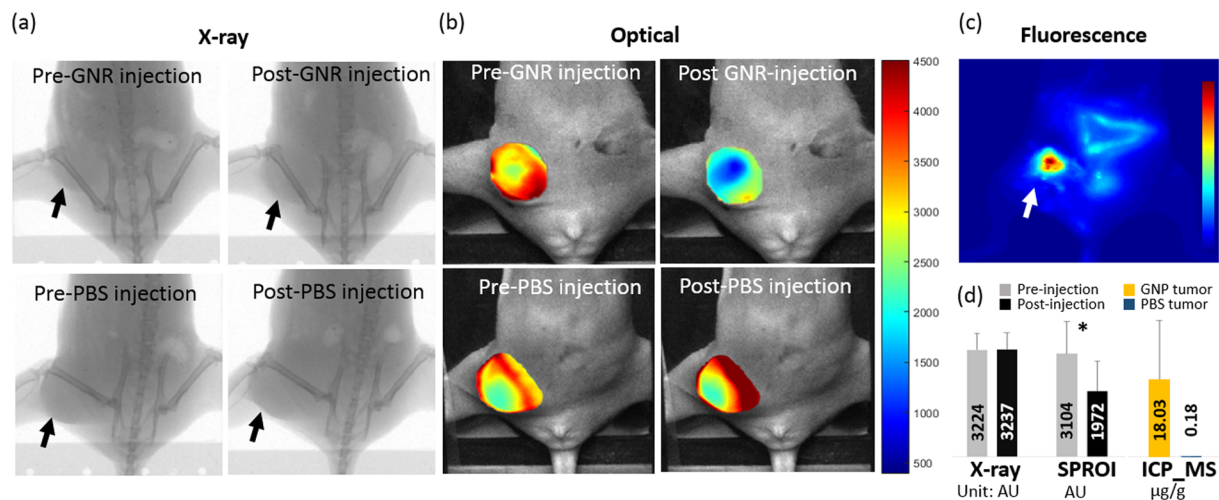 (a)
X-ray
Pre-GNR injection
Post-GNR injection
Pre-PBS injection
Post-PBS injection
(b)
Optical
Pre-GNR injection
Post GNR-injection
Pre-PBS injection
Post-PBS injection
4500
4000
3500
3000
2500
2000
1500
1000
500
(c)
Fluorescence
(d)
Pre-injection
Post-injection
GNP tumor
PBS tumor
*
3224
3237
3104
1972
18.03
0.18
X-ray
SPROI
ICP_MS
Unit: AU
AU
µg/g